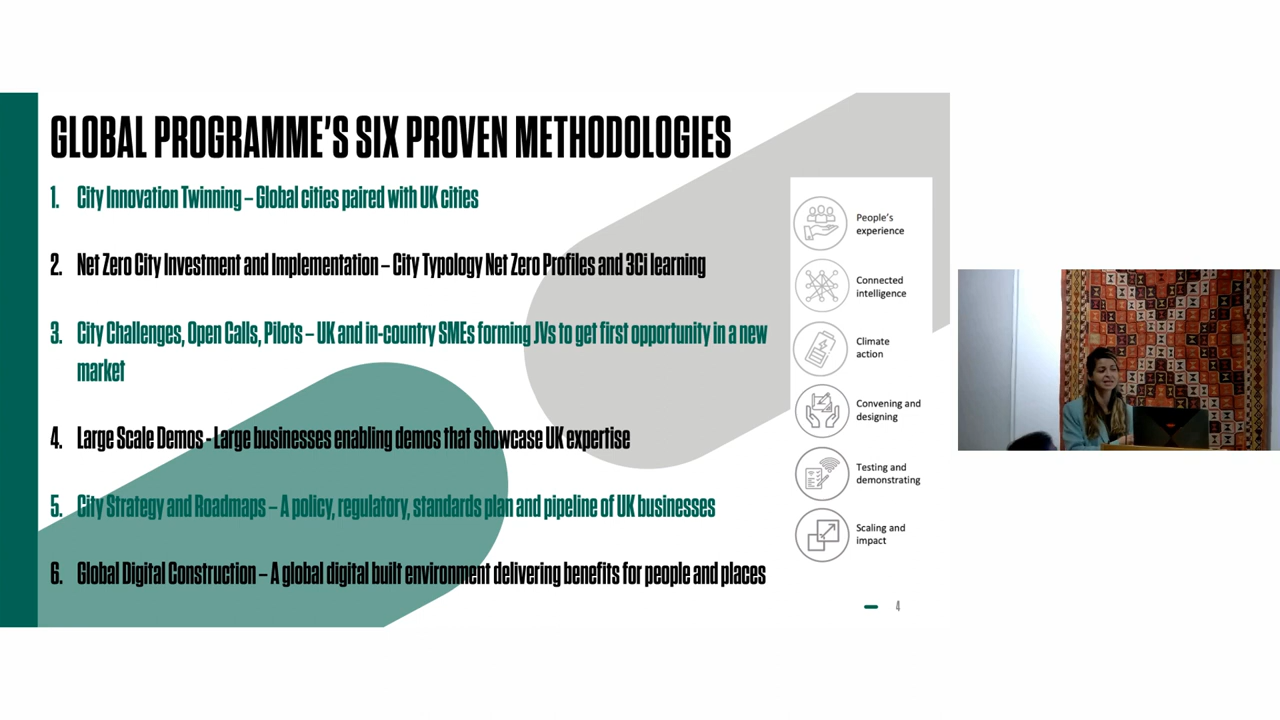 GLOBAL PROGRAMME'S SIX PROVEN METHODOLOGIES
1. City Innovation Twinning – Global cities paired with UK cities
2. Net Zero City Investment and Implementation – City Typology Net Zero Profiles and 3Ci learning
3. City Challenges, Open Calls, Pilots – UK and in-country SMEs forming JVs to get first opportunity in a new
market
4. Large Scale Demos - Large businesses enabling demos that showcase UK expertise
5. City Strategy and Roadmaps – A policy, regulatory, standards plan and pipeline of UK businesses
6. Global Digital Construction – A global digital built environment delivering benefits for people and places
People's
experience
Connected
intelligence
Climate
action
Convening and
designing
Testing and
demonstrating
Scaling and
impact
4